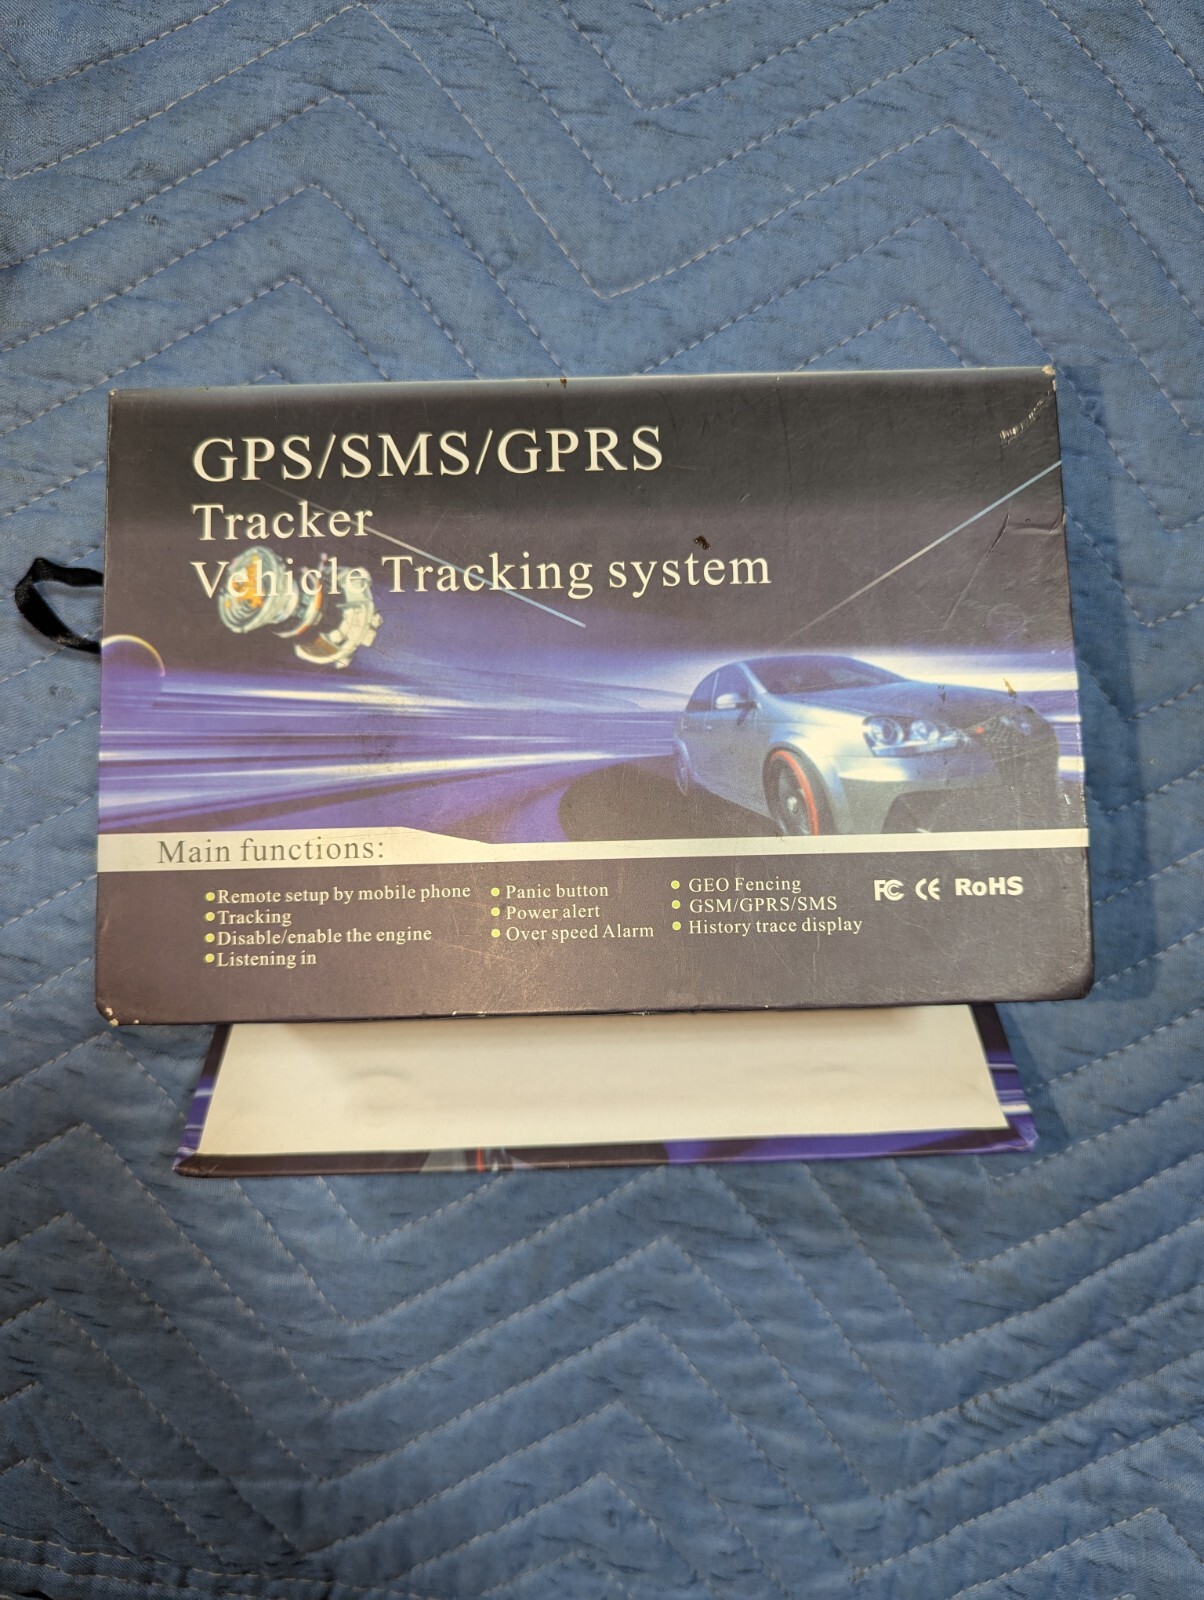 GPS/SMS/GPRS
Tracker
Vehicle Tracking system
Main functions:
Remote setup by mobile phone
Tracking
Disable/enable the engine
Listening in
Panic button
Power alert
Over speed Alarm
GEO Fencing
GSM/GPRS/SMS
History trace display
FC CE RoHS